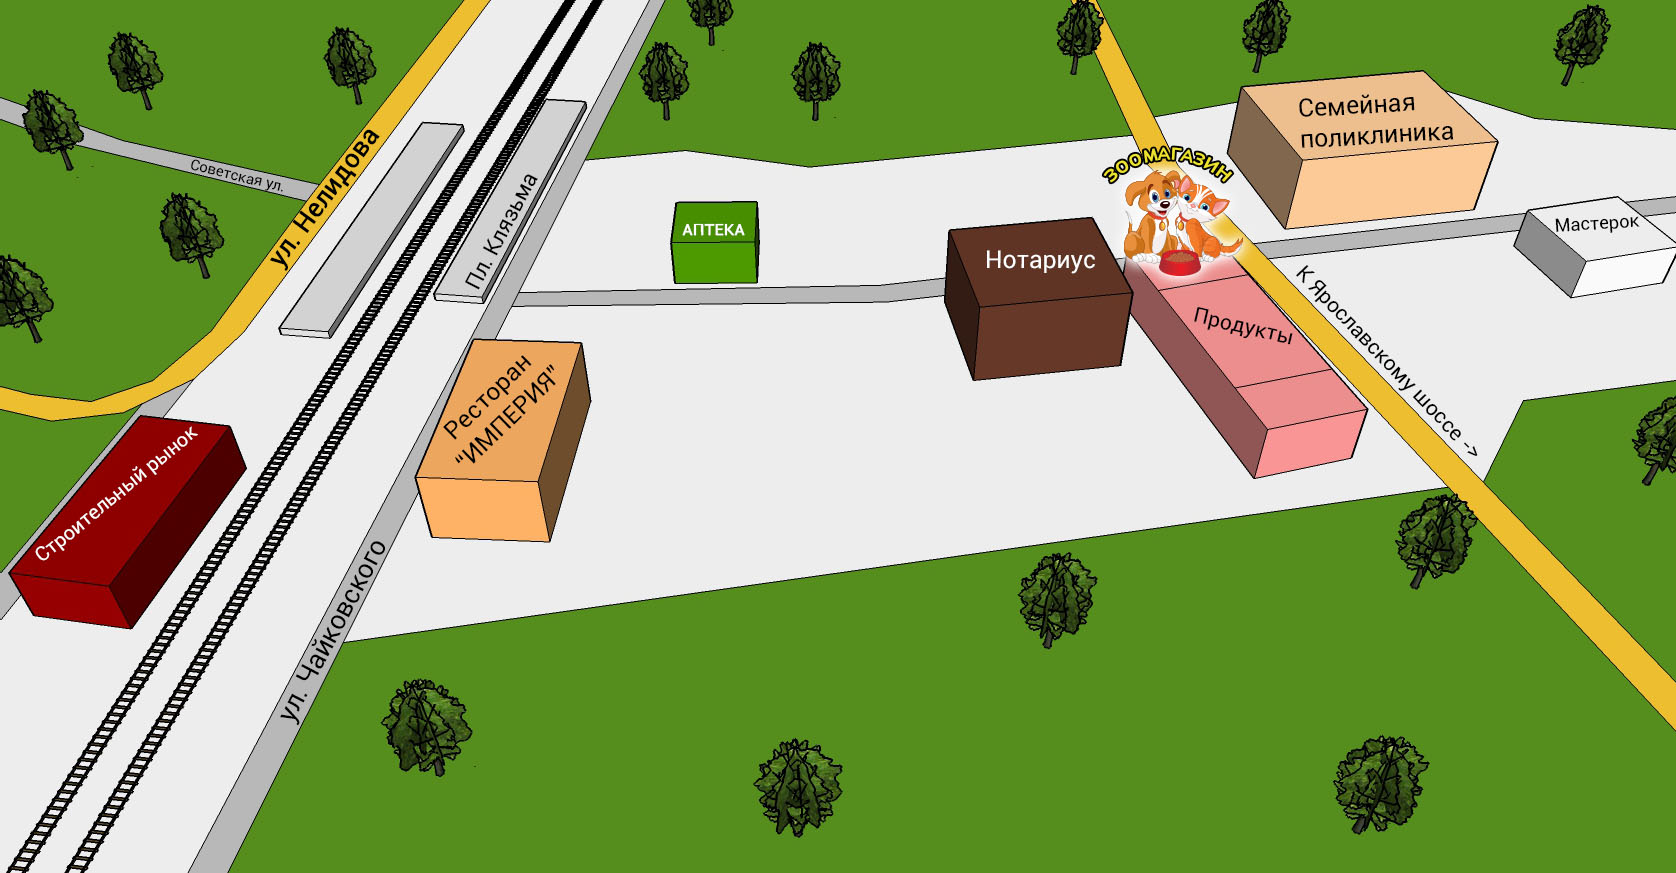 Советская ул.
ул. Нелидова
Пл. Клязьма
АПТЕКА
ЗООМАГАЗИН
Семейная
поликлиника
Мастерок
Нотариус
Продукты
К Ярославскому шоссе ->
Ресторан
"ИМПЕРИЯ"
Строительный рынок
ул. Чайковского